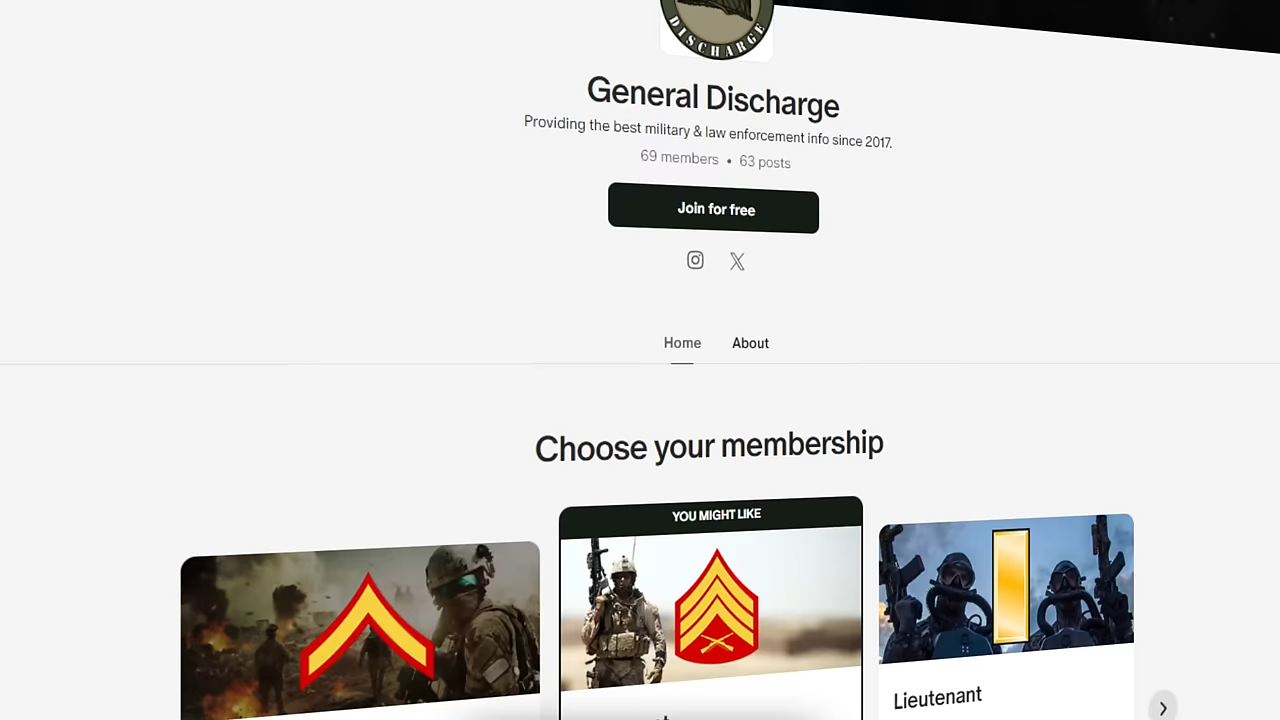 DISCHARGE
General Discharge
Providing the best military & law enforcement info since 2017.
69 members • 63 posts
Join for free
Home About
Choose your membership
YOU MIGHT LIKE
Lieutenant